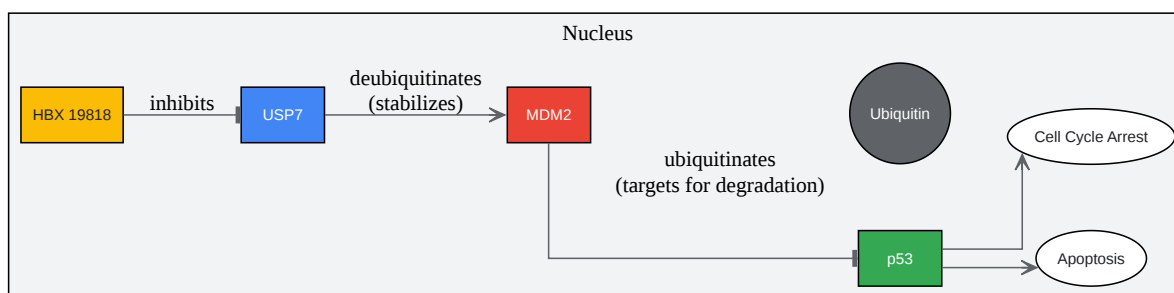 Nucleus
HBX 19818
inhibits
USP7
deubiquitinates
(stabilizes)
MDM2
Ubiquitin
Cell Cycle Arrest
ubiquitinates
(targets for degradation)
p53
Apoptosis